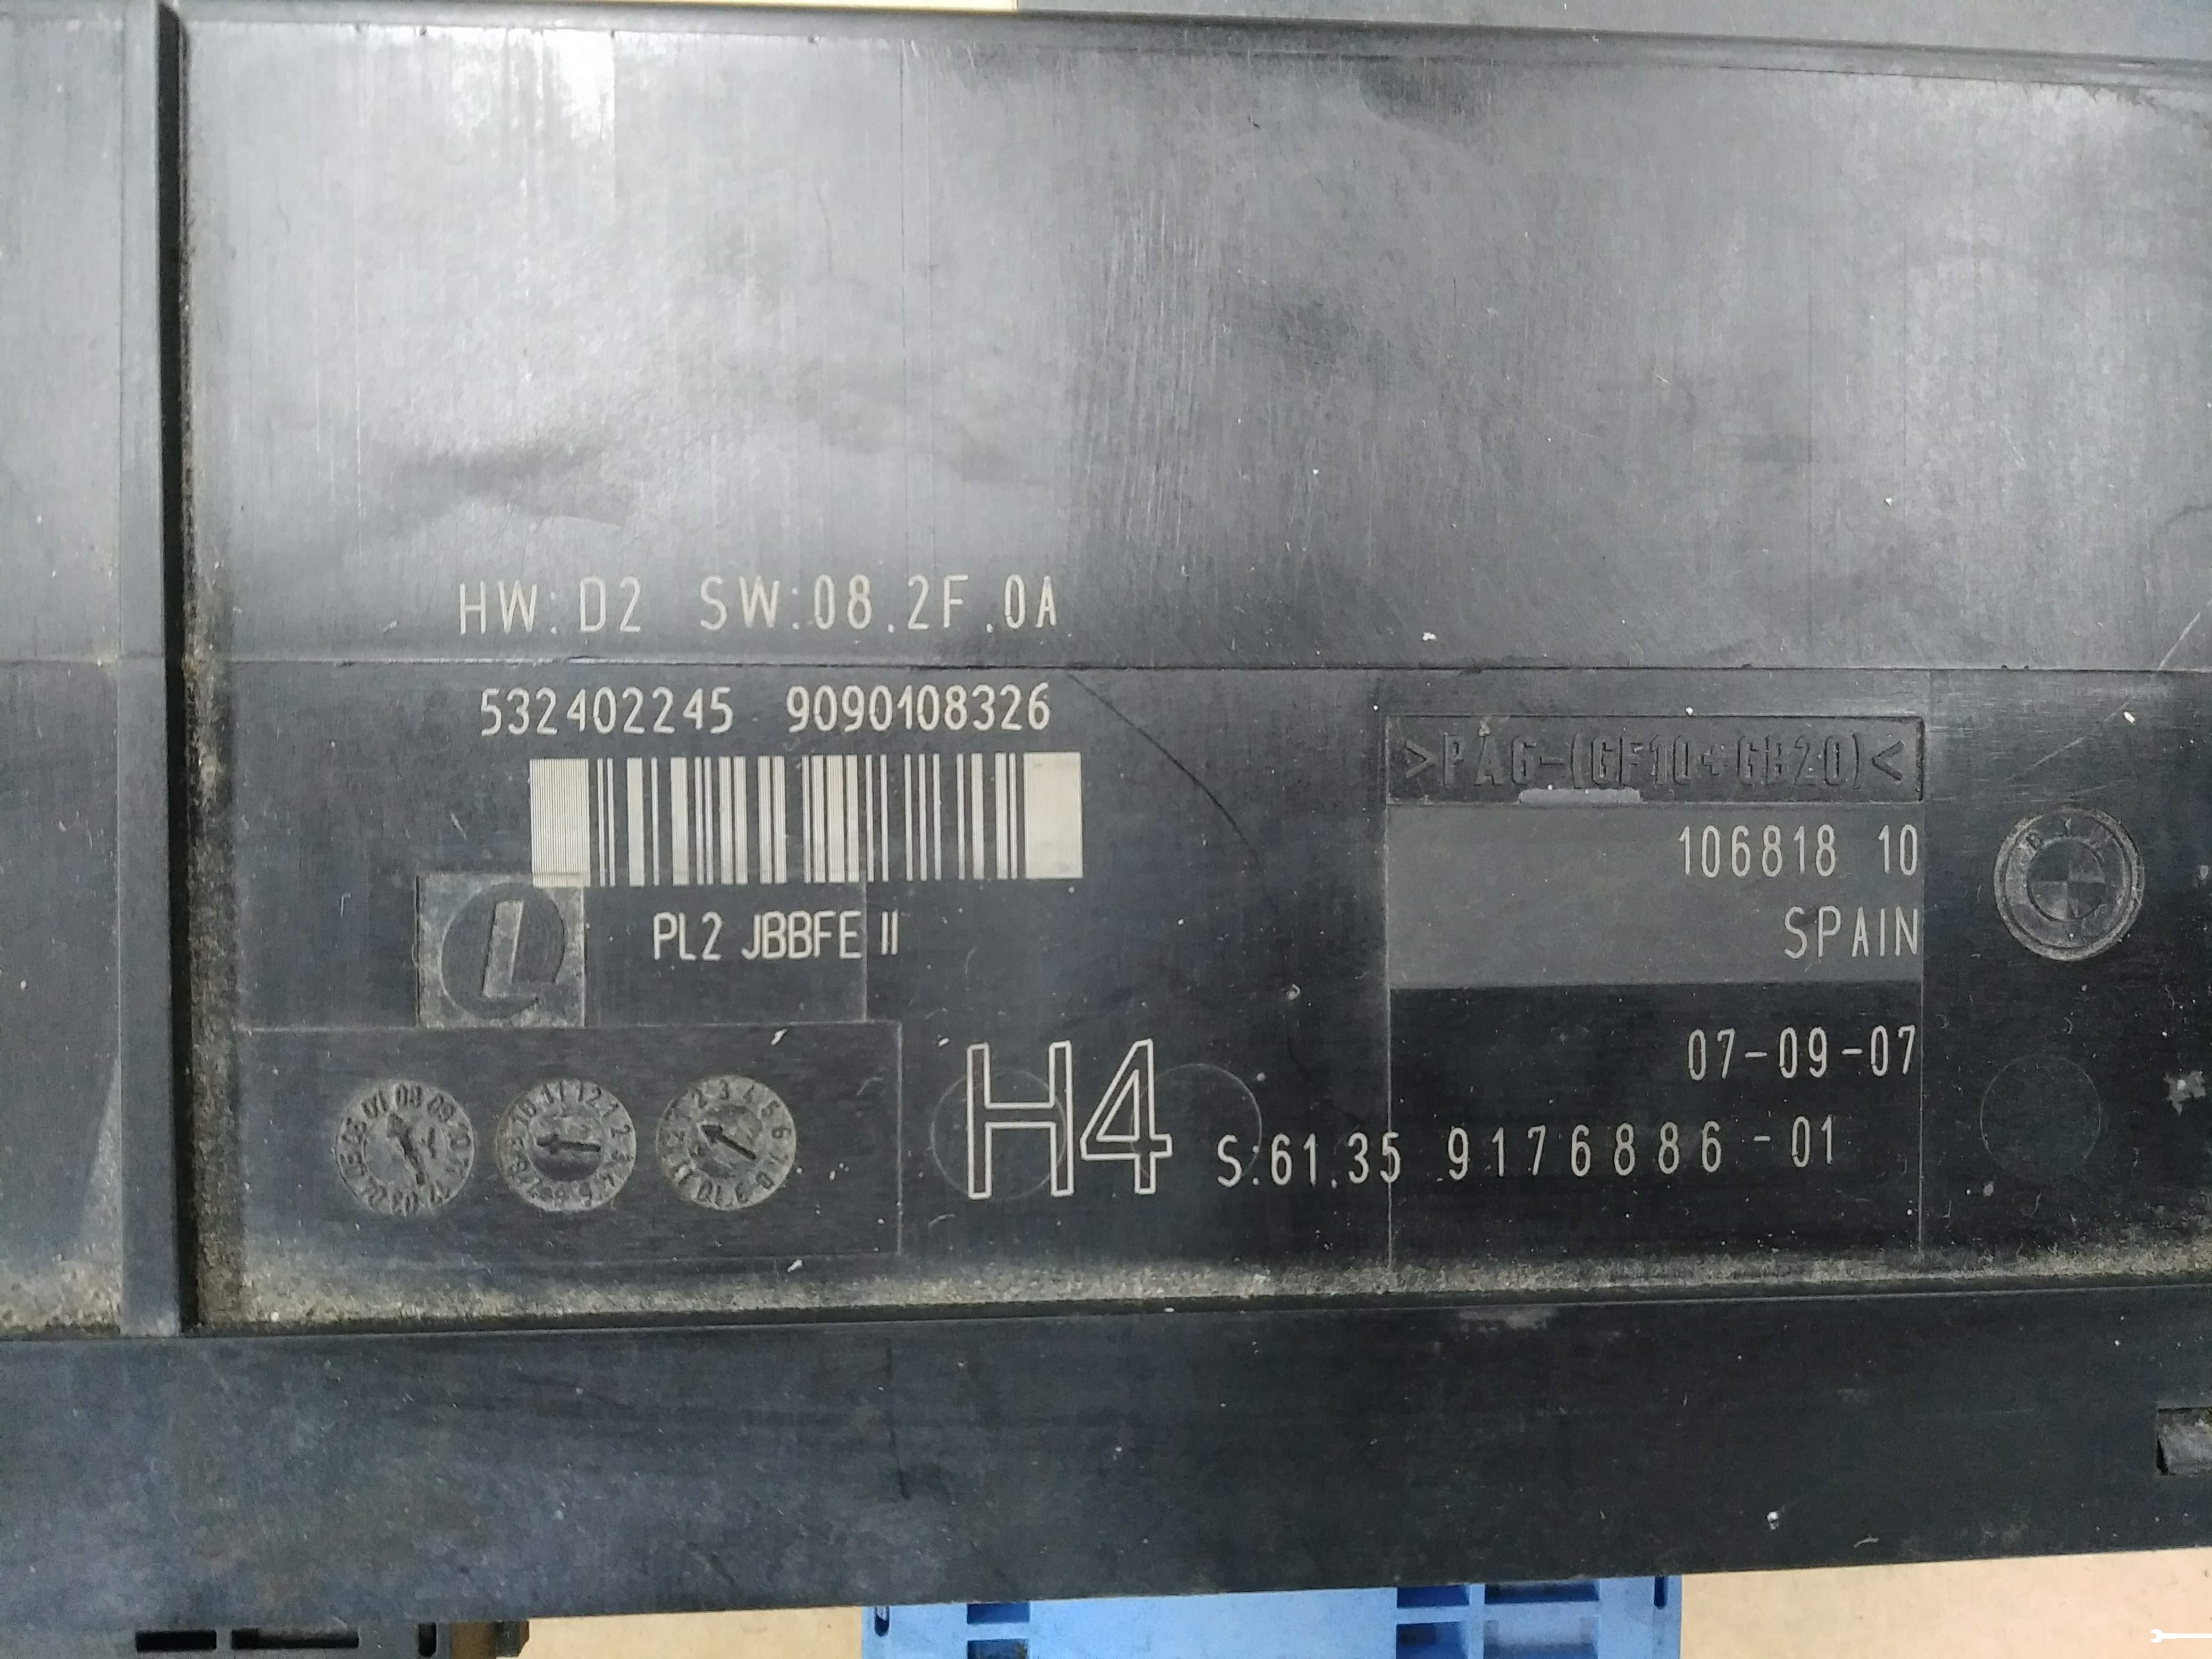 HW:D2 SW:08.2F.0A
532402245 9090108326
>PA6-(GF10+GB20)<
106818 10
SPAIN
PL2 JBBFE II
L
07-09-07
H4
S:61.35 9176886-01